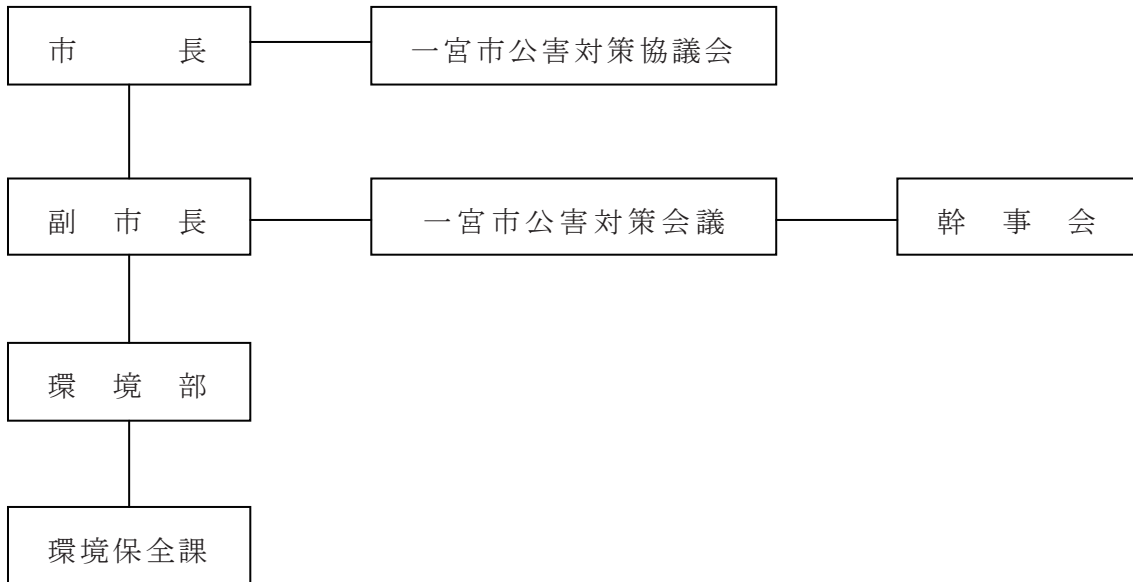 市長
一宮市公害対策協議会
副市長
一宮市公害対策会議
幹事会
環境部
環境保全課